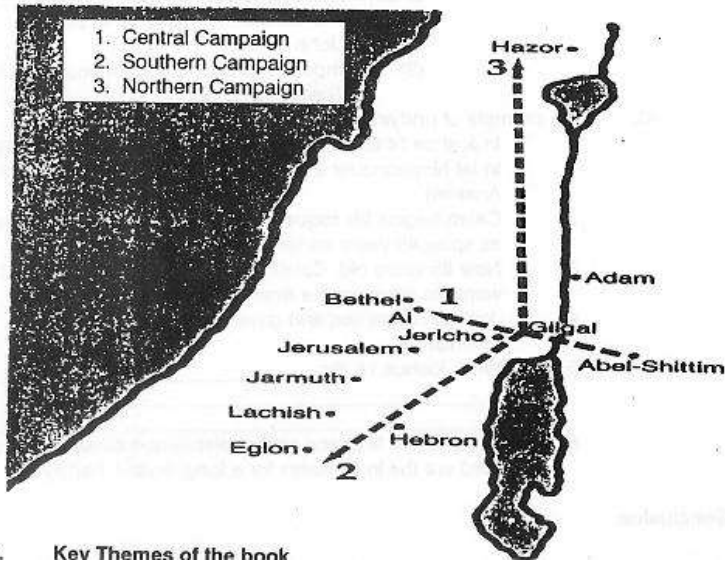 1. Central Campaign
2. Southern Campaign
3. Northern Campaign
Hazor
3
Adam
Bethel
1
Ai
Gilgal
Jericho
Jerusalem
Abel-Shittim
Jarmuth
Lachish
Hebron
Eglon
2
Key Themes of the book